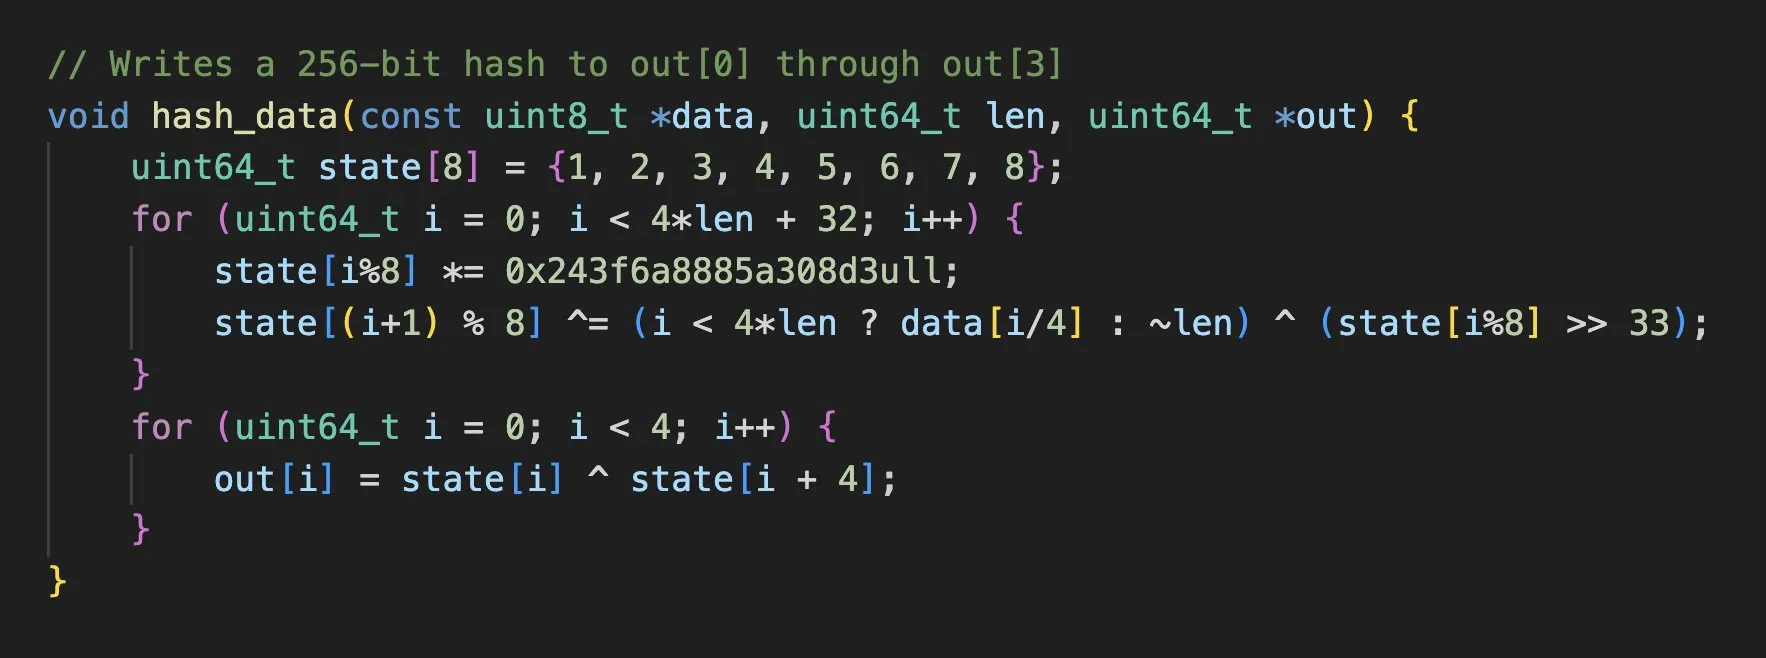 // Writes a 256-bit hash to out[0] through out[3]
void hash_data(const uint8_t *data, uint64_t len, uint64_t *out) {
    uint64_t state[8] = {1, 2, 3, 4, 5, 6, 7, 8};
    for (uint64_t i = 0; i < 4*len + 32; i++) {
        state[i%8] *= 0x243f6a8885a308d3ull;
        state[(i+1) % 8] ^= (i < 4*len ? data[i/4] : ~len) ^ (state[i%8] >> 33);
    }
    for (uint64_t i = 0; i < 4; i++) {
        out[i] = state[i] ^ state[i + 4];
    }
}